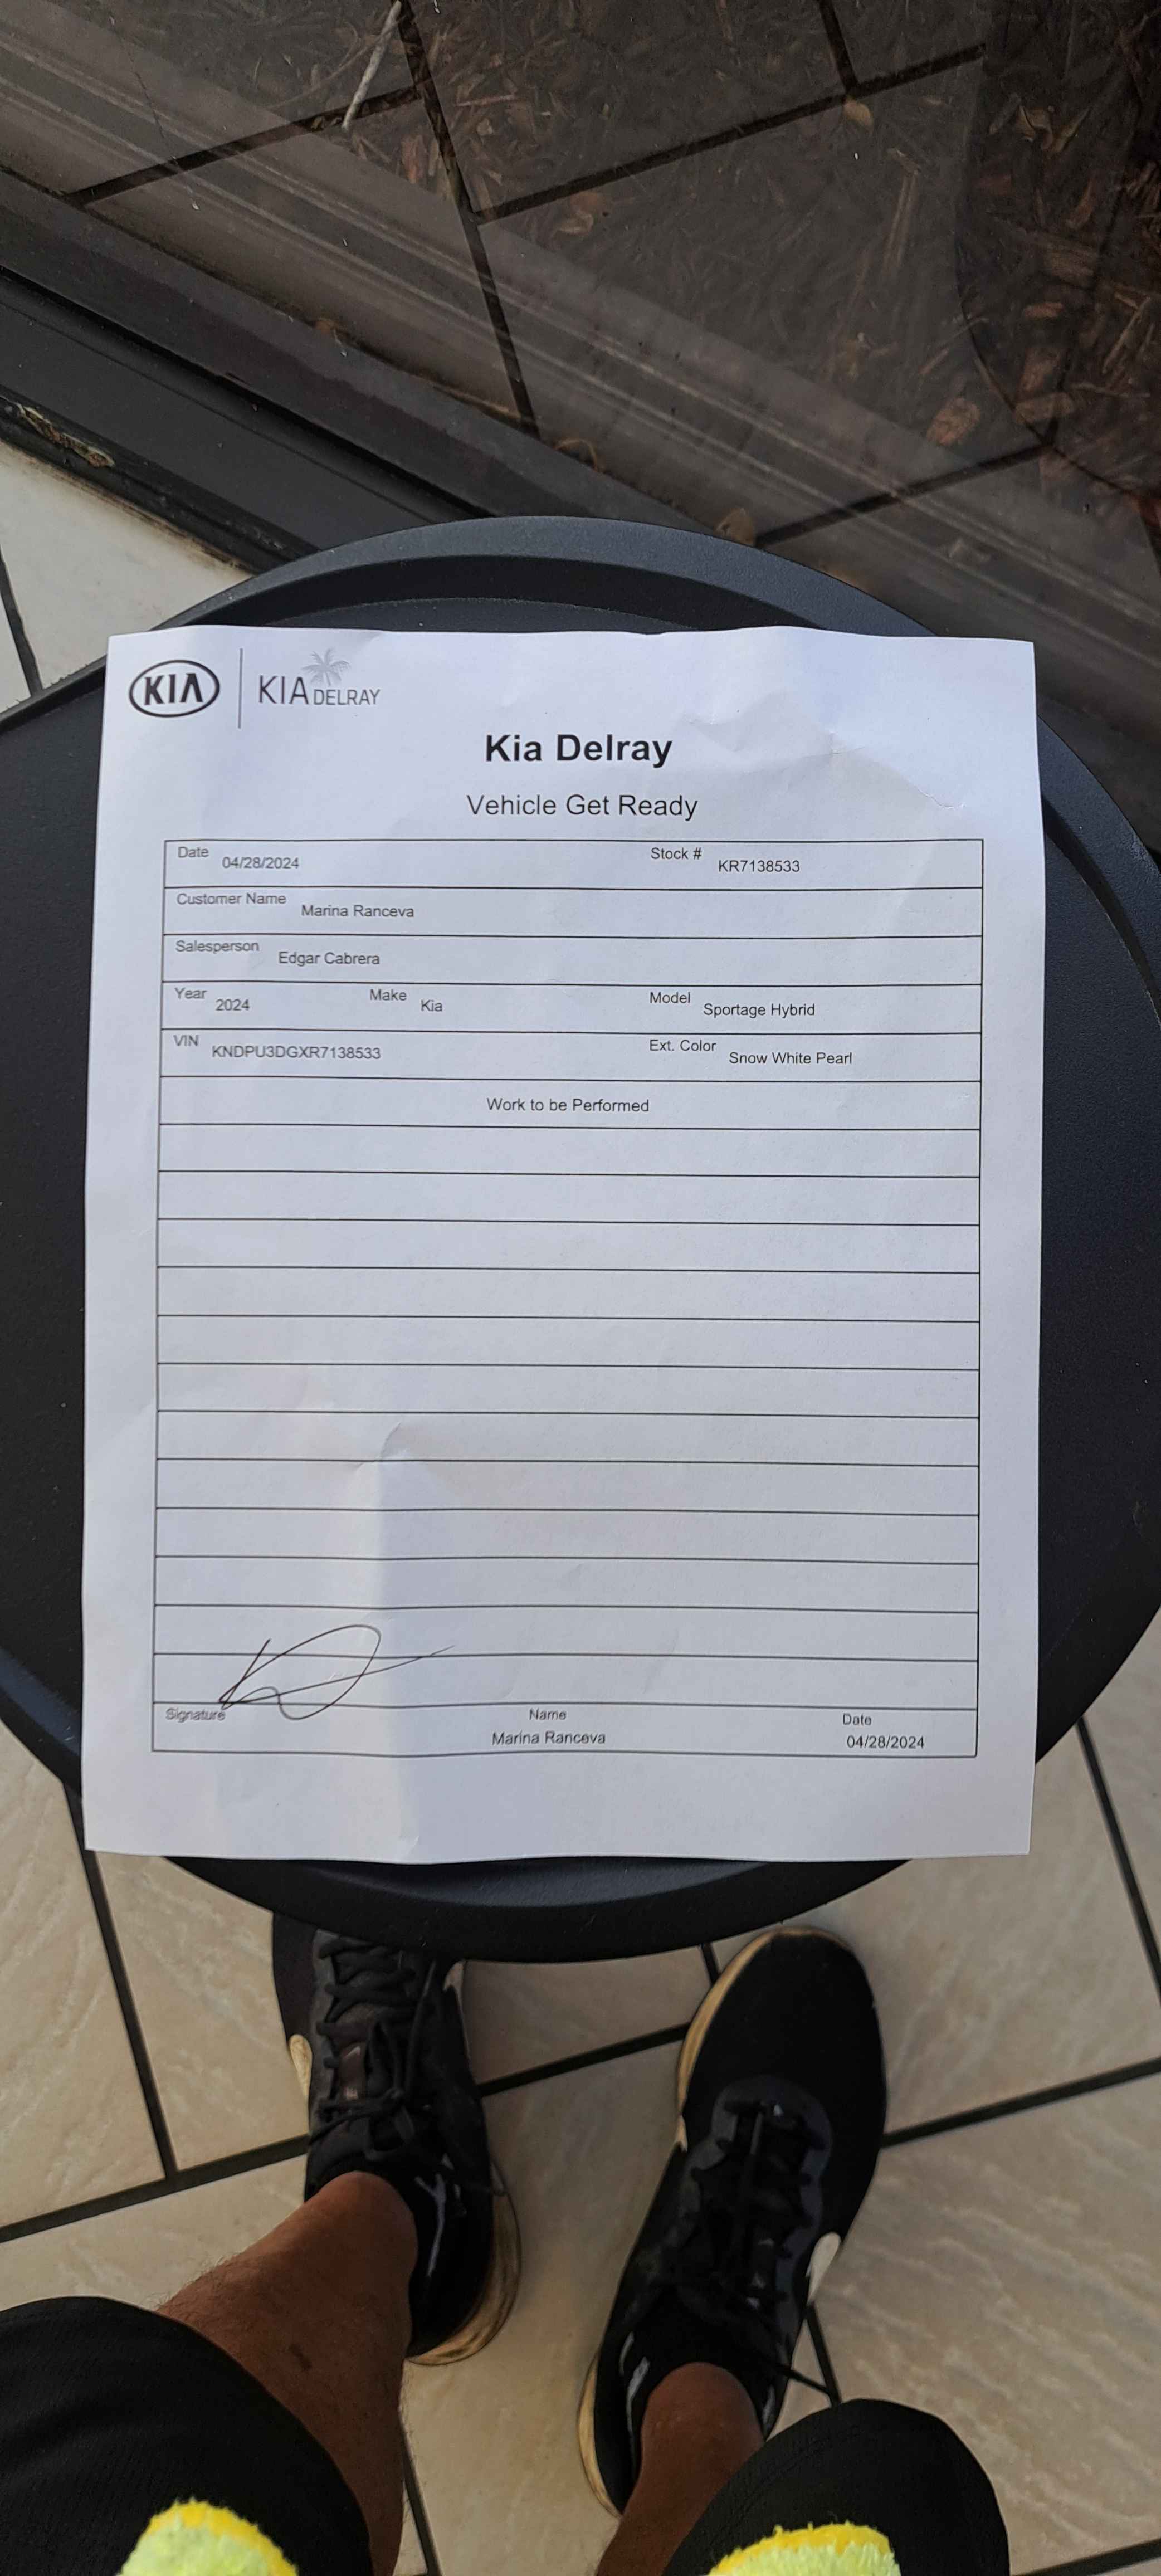 KIA KIA DELRAY
Kia Delray
Vehicle Get Ready
Date 04/28/2024 Stock # KR7138533
Customer Name Marina Ranceva
Salesperson Edgar Cabrera
Year 2024 Make Kia Model Sportage Hybrid
VIN KNDPU3DGXR7138533 Ext. Color Snow White Pearl
Work to be Performed
Signature Name Date
Marina Ranceva 04/28/2024